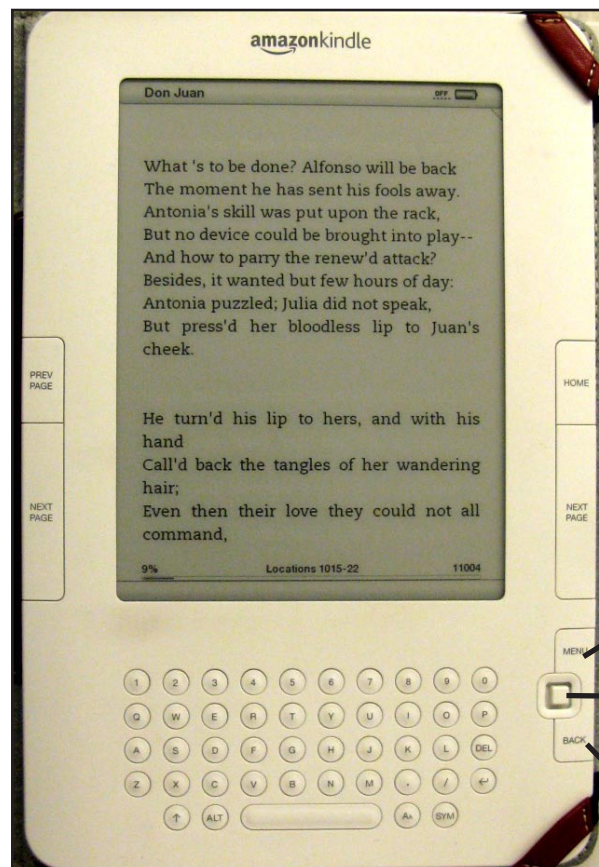 amazonkindle
Don Juan OFF
What 's to be done? Alfonso will be back
The moment he has sent his fools away.
Antonia's skill was put upon the rack,
But no device could be brought into play--
And how to parry the renew'd attack?
Besides, it wanted but few hours of day:
Antonia puzzled; Julia did not speak,
But press'd her bloodless lip to Juan's
cheek.
He turn'd his lip to hers, and with his
hand
Call'd back the tangles of her wandering
hair;
Even then their love they could not all
command,
9% Locations 1015-22 11004
PREV
PAGE
NEXT
PAGE
HOME
NEXT
PAGE
MENU
BACK
1 2 3 4 5 6 7 8 9 0
Q W E R T Y U I O P
A S D F G H J K L DEL
Z X C V B N M . / ↵
↑ ALT AA SYM